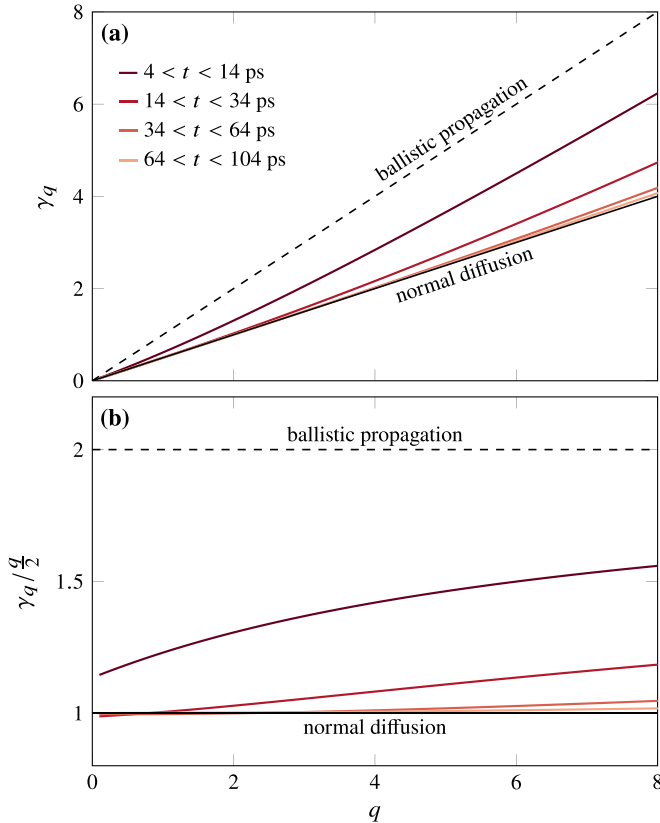 8
(a)
4 < t < 14 ps
14 < t < 34 ps
34 < t < 64 ps
64 < t < 104 ps
6
ballistic propagation
γq
4
normal diffusion
2
0
(b)
ballistic propagation
2
γq / q/2
1.5
1
normal diffusion
0 2 4 6 8
q